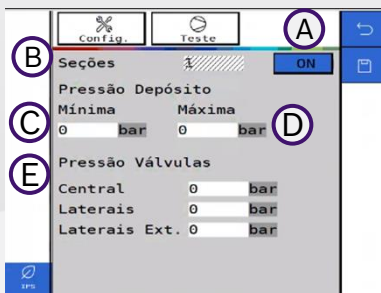 Config. Teste A
B Seções % ON
Pressão Depósito
Mínima Máxima
C 0 bar 0 bar D
E Pressão Válvulas
Central 0 bar
Laterais 0 bar
Laterais Ext. 0 bar
IPS